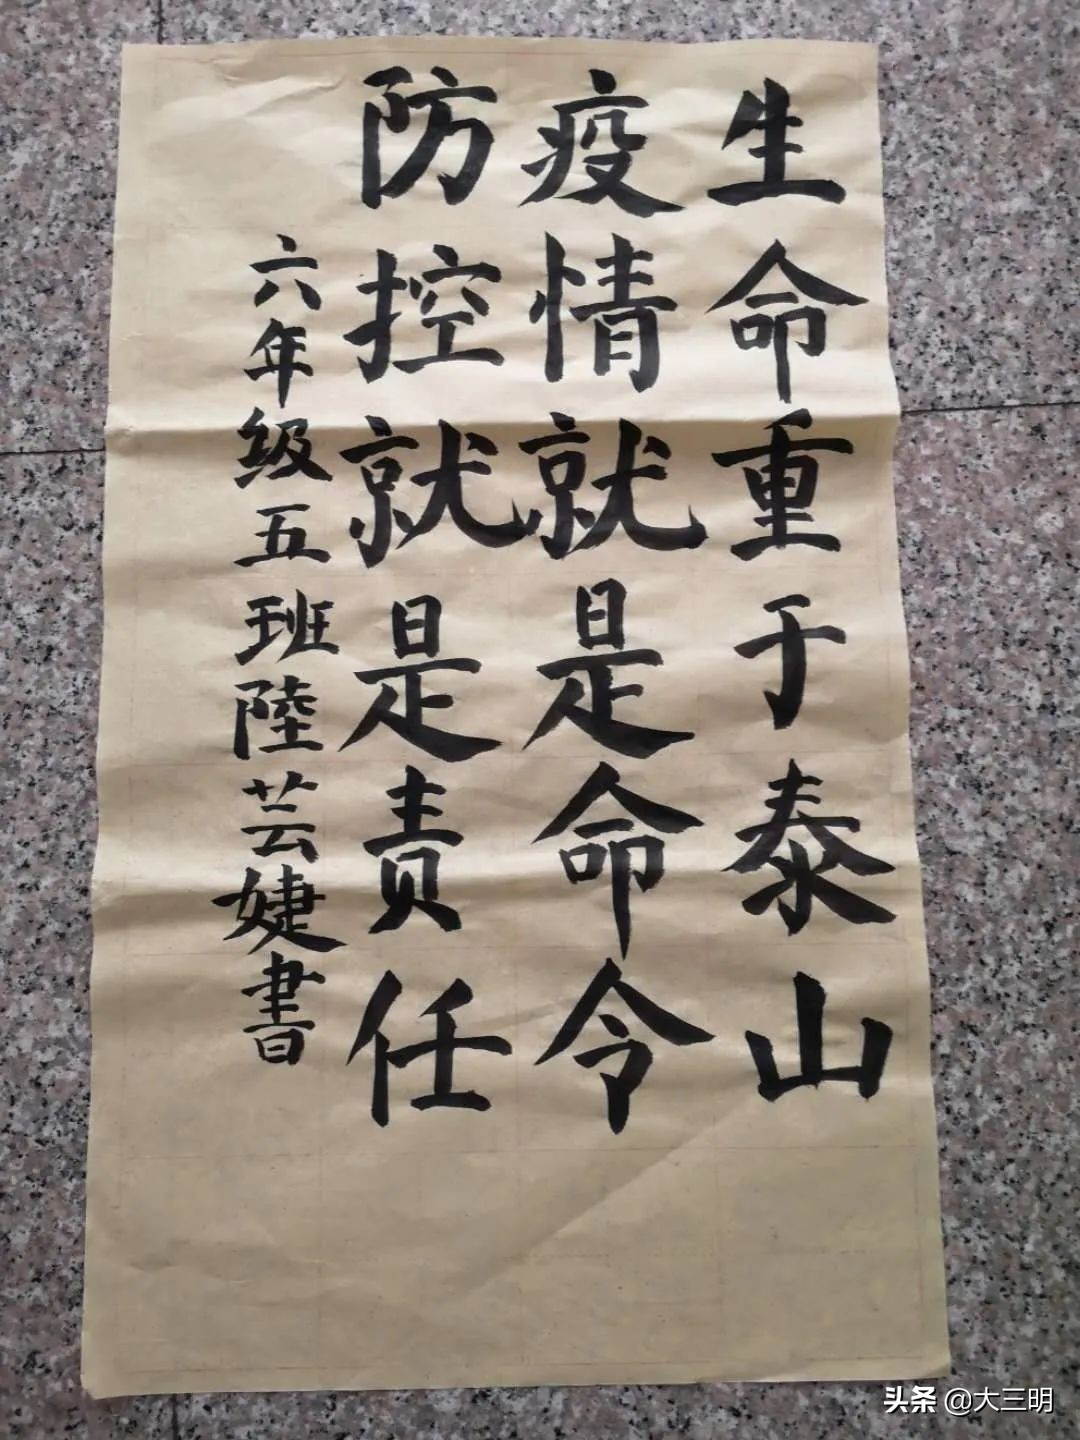 生命重于泰山
疫情就是命令
防控就是责任
六年级五班陸芸婕書
头条 @大三明